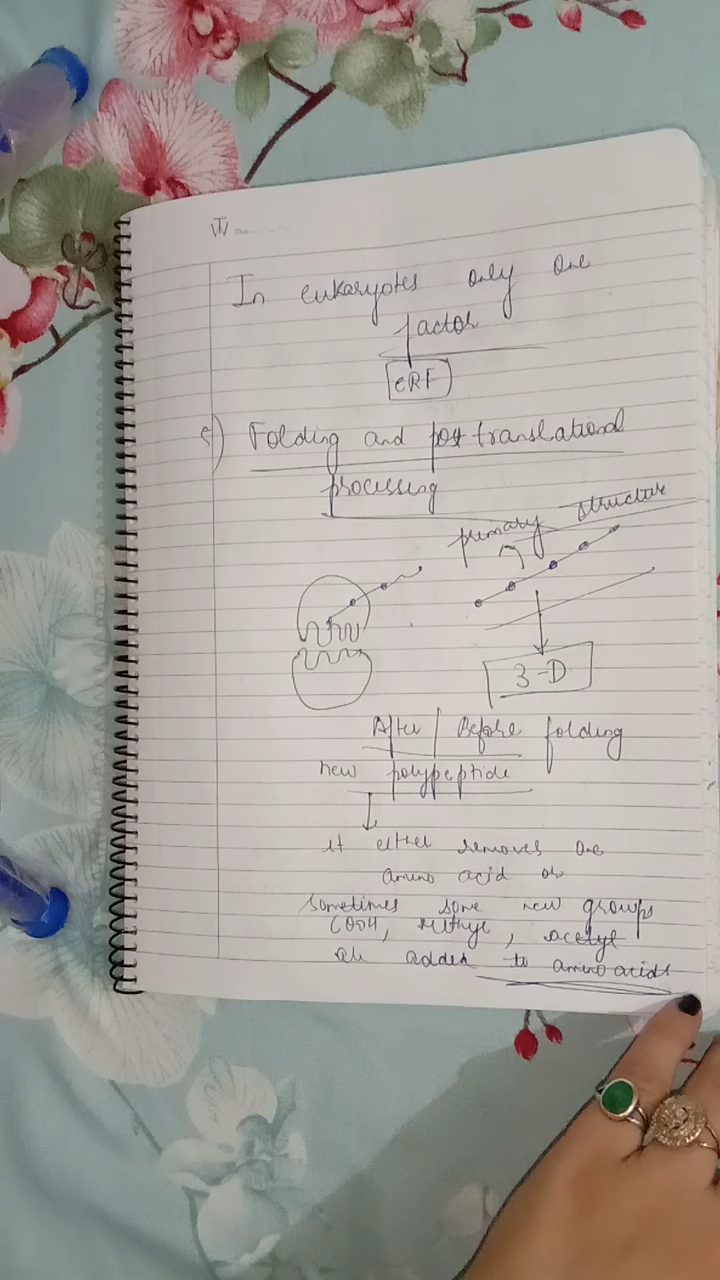 In eukaryotes only one
factor
eRF
5) Folding and post translational
processing
primary structure
3-D
After / Before folding
new polypeptide
it either removes one
amino acid or
sometimes some new groups
COOH, Methyl, acetyl
are added to amino acids